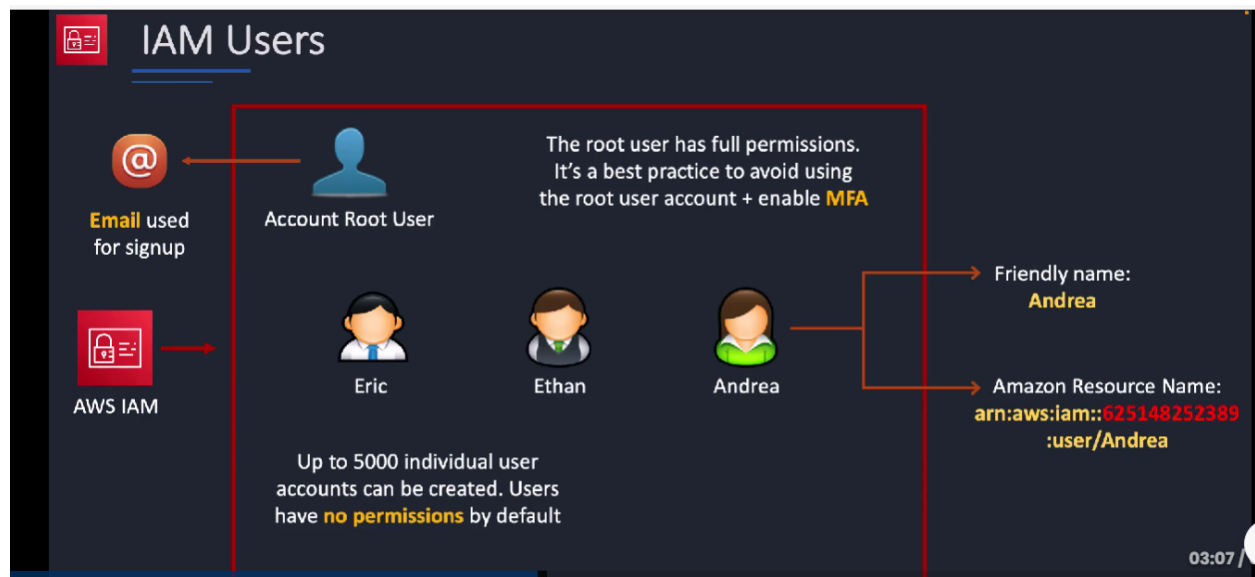 IAM Users
The root user has full permissions.
It's a best practice to avoid using
the root user account + enable MFA
Email used
for signup
Account Root User
Friendly name:
Andrea
AWS IAM
Eric
Ethan
Andrea
Amazon Resource Name:
arn:aws:iam::625148252389
:user/Andrea
Up to 5000 individual user
accounts can be created. Users
have no permissions by default
03:07 /